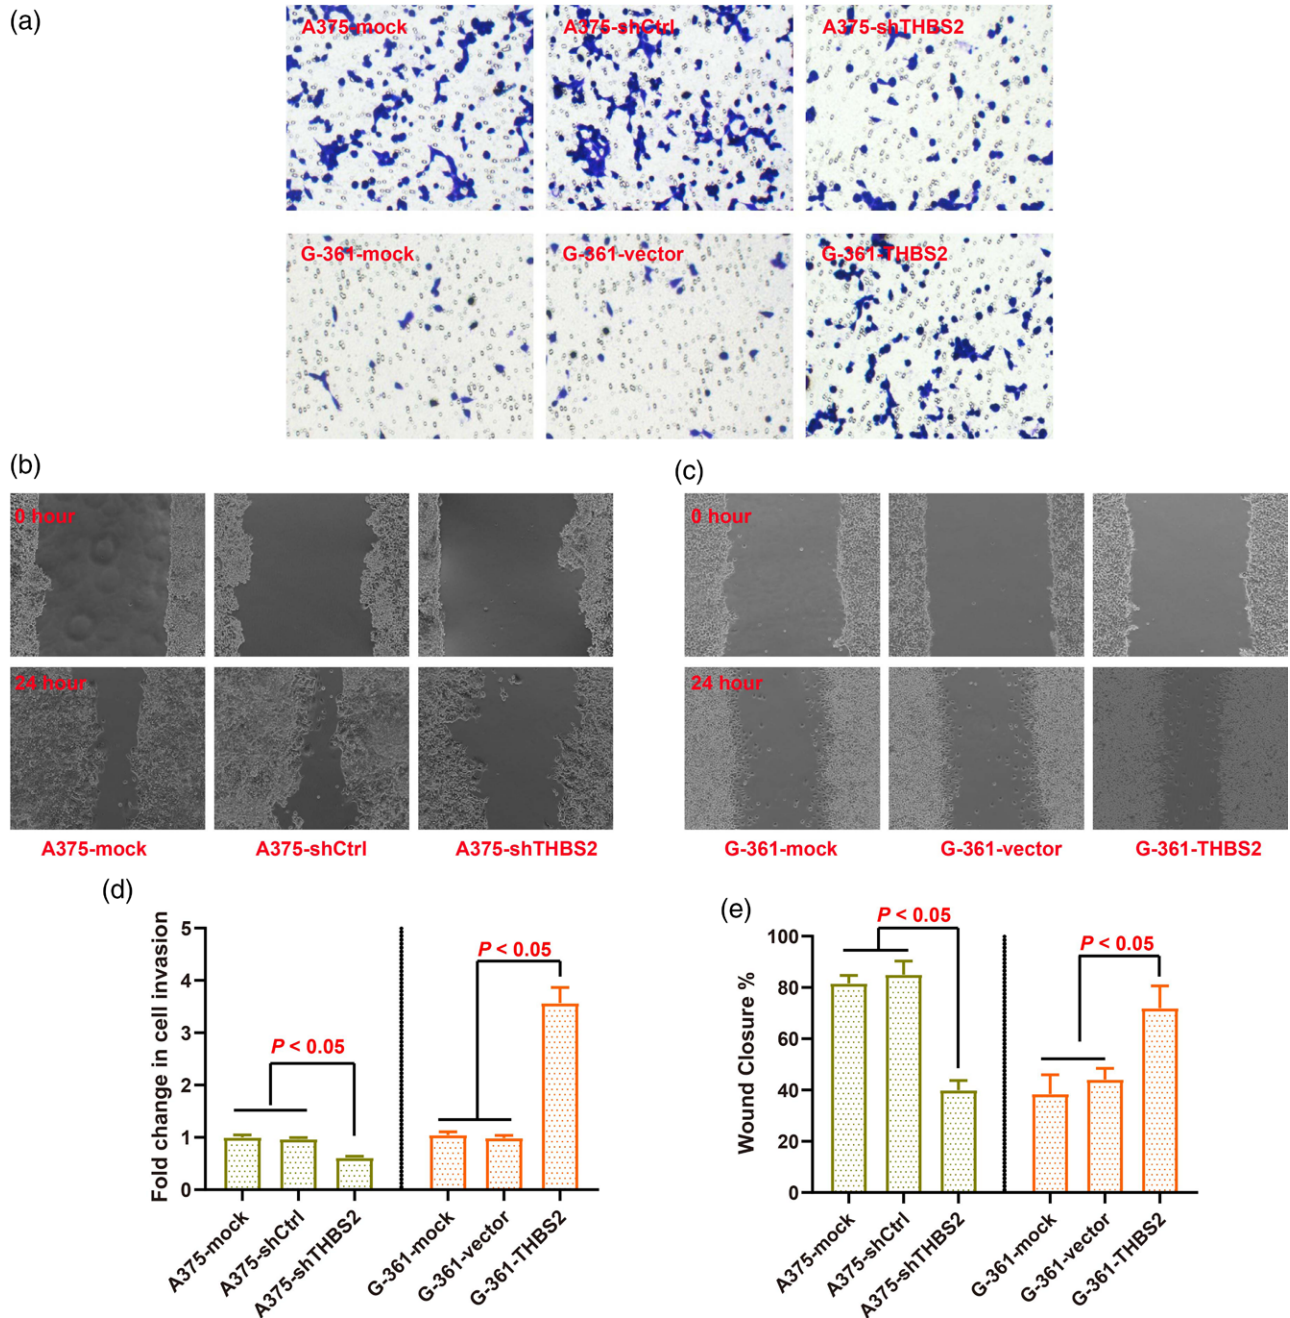 (a)
A375-mock
A375-shCtrl
A375-shTHBS2
G-361-mock
G-361-vector
G-361-THBS2
(b)
0 hour
24 hour
A375-mock
A375-shCtrl
A375-shTHBS2
(c)
0 hour
24 hour
G-361-mock
G-361-vector
G-361-THBS2
(d)
Fold change in cell invasion
5
4
3
2
1
0
P < 0.05
P < 0.05
A375-mock
A375-shCtrl
A375-shTHBS2
G-361-mock
G-361-vector
G-361-THBS2
(e)
Wound Closure %
100
80
60
40
20
0
P < 0.05
P < 0.05
A375-mock
A375-shCtrl
A375-shTHBS2
G-361-mock
G-361-vector
G-361-THBS2